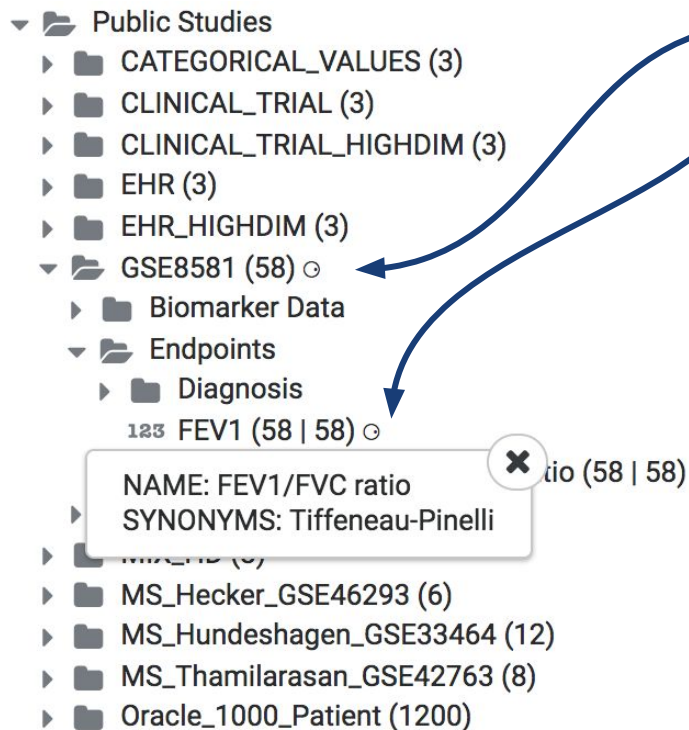 Public Studies
CATEGORICAL_VALUES (3)
CLINICAL_TRIAL (3)
CLINICAL_TRIAL_HIGHDIM (3)
EHR (3)
EHR_HIGHDIM (3)
GSE8581 (58)
Biomarker Data
Endpoints
Diagnosis
123 FEV1 (58 | 58)
tio (58 | 58)
NAME: FEV1/FVC ratio
SYNONYMS: Tiffeneau-Pinelli
MS_Hecker_GSE46293 (6)
MS_Hundeshagen_GSE33464 (12)
MS_Thamilarasan_GSE42763 (8)
Oracle_1000_Patient (1200)